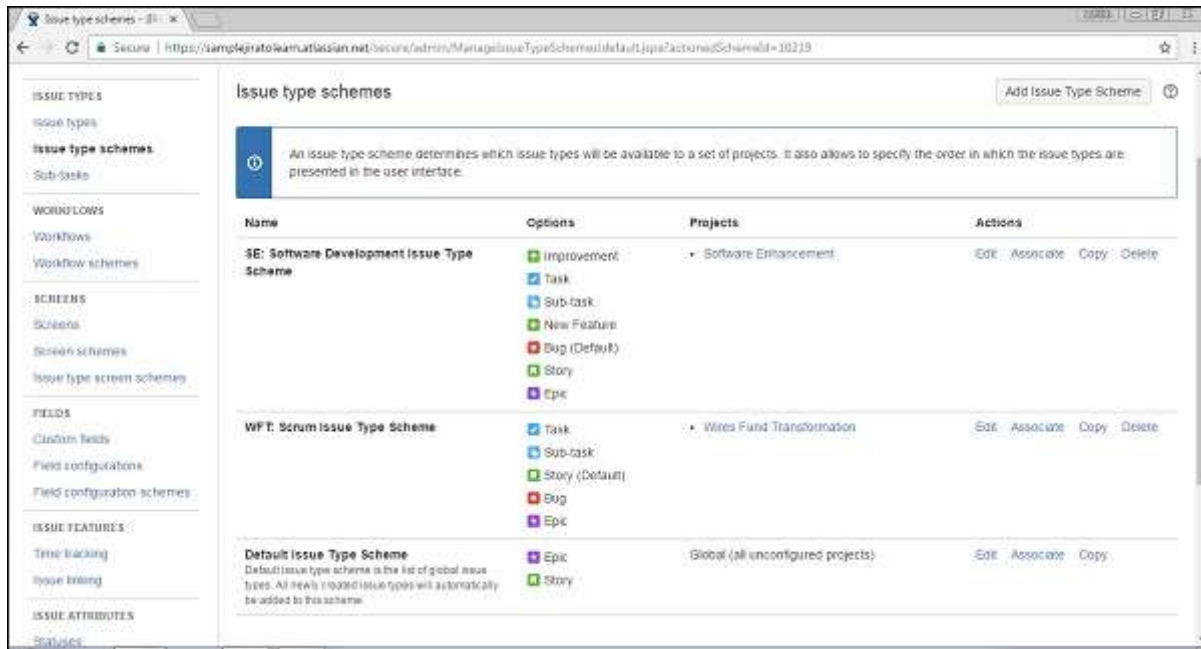 Issue type schemes - JI
Secure | https://samplejiratolearn.atlassian.net/secure/admin/ManageIssueTypeSchemes!default.jspa?actionedSchemeId=10219
ISSUE TYPES
Issue types
Issue type schemes
Sub-tasks
WORKFLOWS
Workflows
Workflow schemes
SCREENS
Screens
Screen schemes
Issue type screen schemes
FIELDS
Custom fields
Field configurations
Field configuration schemes
ISSUE FEATURES
Time tracking
Issue linking
ISSUE ATTRIBUTES
Statuses
Issue type schemes
Add Issue Type Scheme
An issue type scheme determines which issue types will be available to a set of projects. It also allows to specify the order in which the issue types are
presented in the user interface.
Name Options Projects Actions
SE: Software Development Issue Type
Scheme
Improvement
Task
Sub-task
New Feature
Bug (Default)
Story
Epic
• Software Enhancement
Edit Associate Copy Delete
WFT: Scrum Issue Type Scheme
Task
Sub-task
Story (Default)
Bug
Epic
• Wires Fund Transformation
Edit Associate Copy Delete
Default Issue Type Scheme
Default issue type scheme is the list of global issue
types. All newly created issue types will automatically
be added to this scheme.
Epic
Story
Global (all unconfigured projects)
Edit Associate Copy